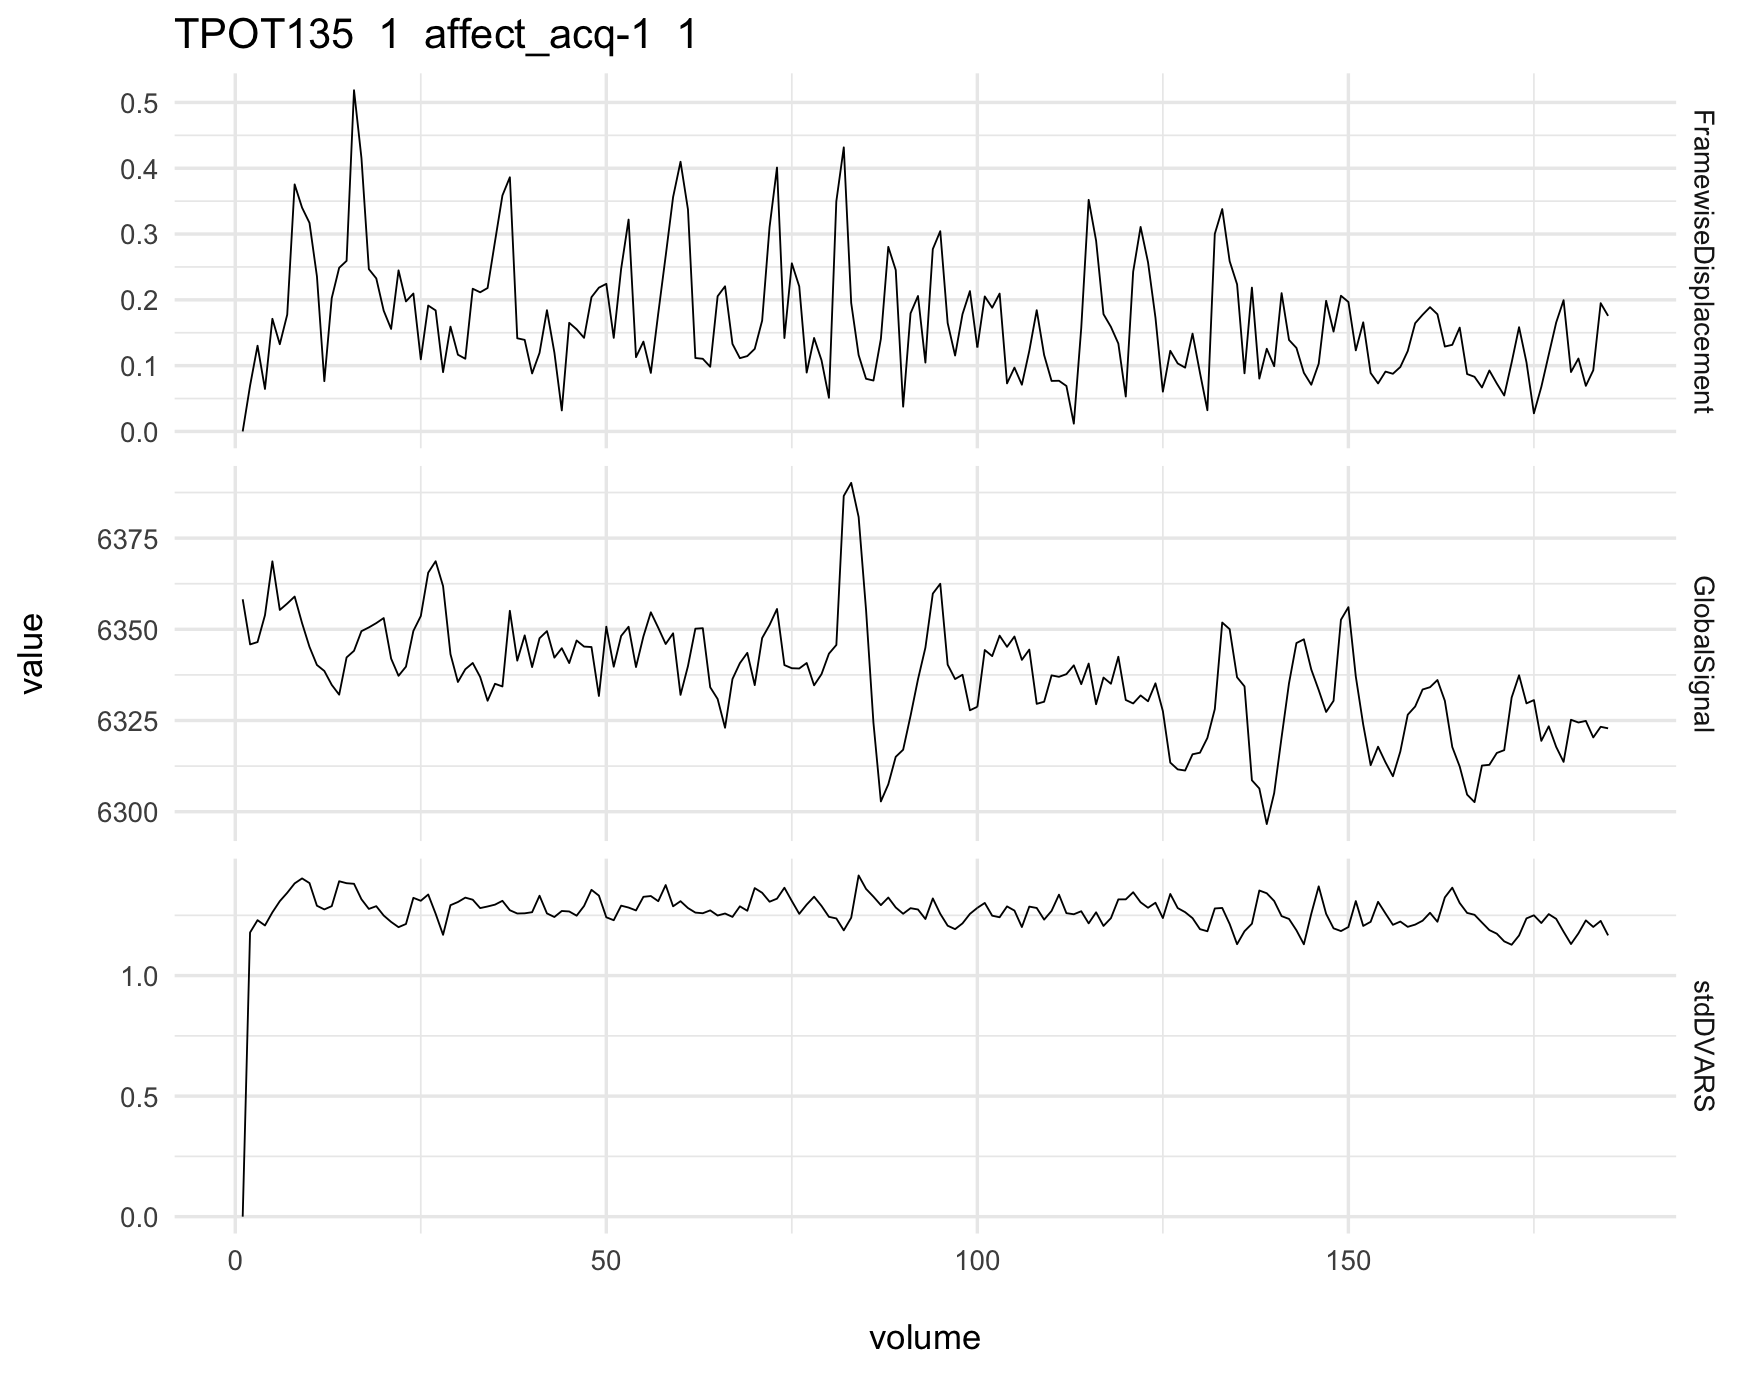 TPOT135 1 affect_acq-1 1
0.5
0.4
0.3
0.2
0.1
0.0
FramewiseDisplacement
6375
6350
6325
6300
GlobalSignal
value
1.0
0.5
0.0
stdDVARS
0 50 100 150
volume